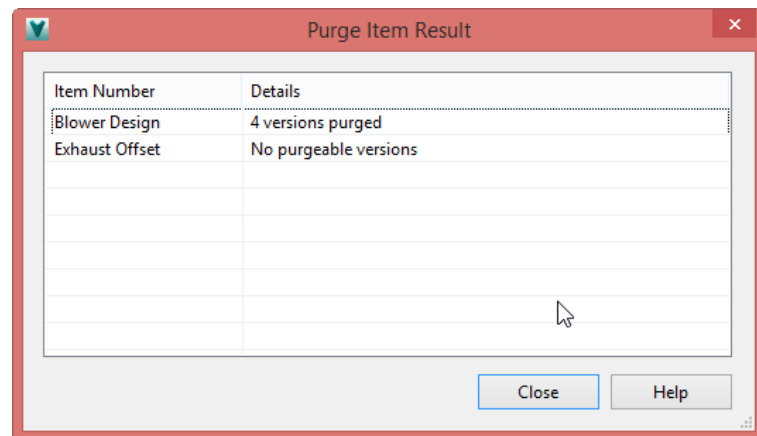 Purge Item Result
Item Number Details
Blower Design 4 versions purged
Exhaust Offset No purgeable versions
Close Help